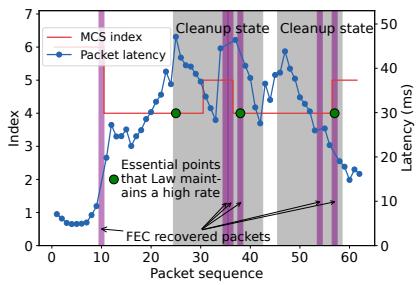 Cleanup state Cleanup state
MCS index
Packet latency
Essential points
that Law maint-
ains a high rate
FEC recovered packets
Index
7
6
5
4
3
2
1
0
Latency (ms)
50
40
30
20
10
0
0 10 20 30 40 50 60
Packet sequence